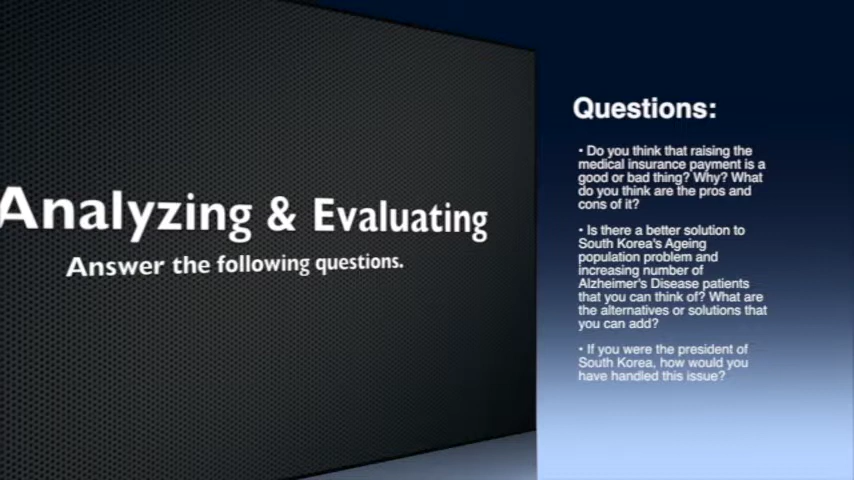 Analyzing & Evaluating
Answer the following questions.
Questions:
• Do you think that raising the
medical insurance payment is a
good or bad thing? Why? What
do you think are the pros and
cons of it?
• Is there a better solution to
South Korea's Ageing
population problem and
increasing number of
Alzheimer's Disease patients
that you can think of? What are
the alternatives or solutions that
you can add?
• If you were the president of
South Korea, how would you
have handled this issue?